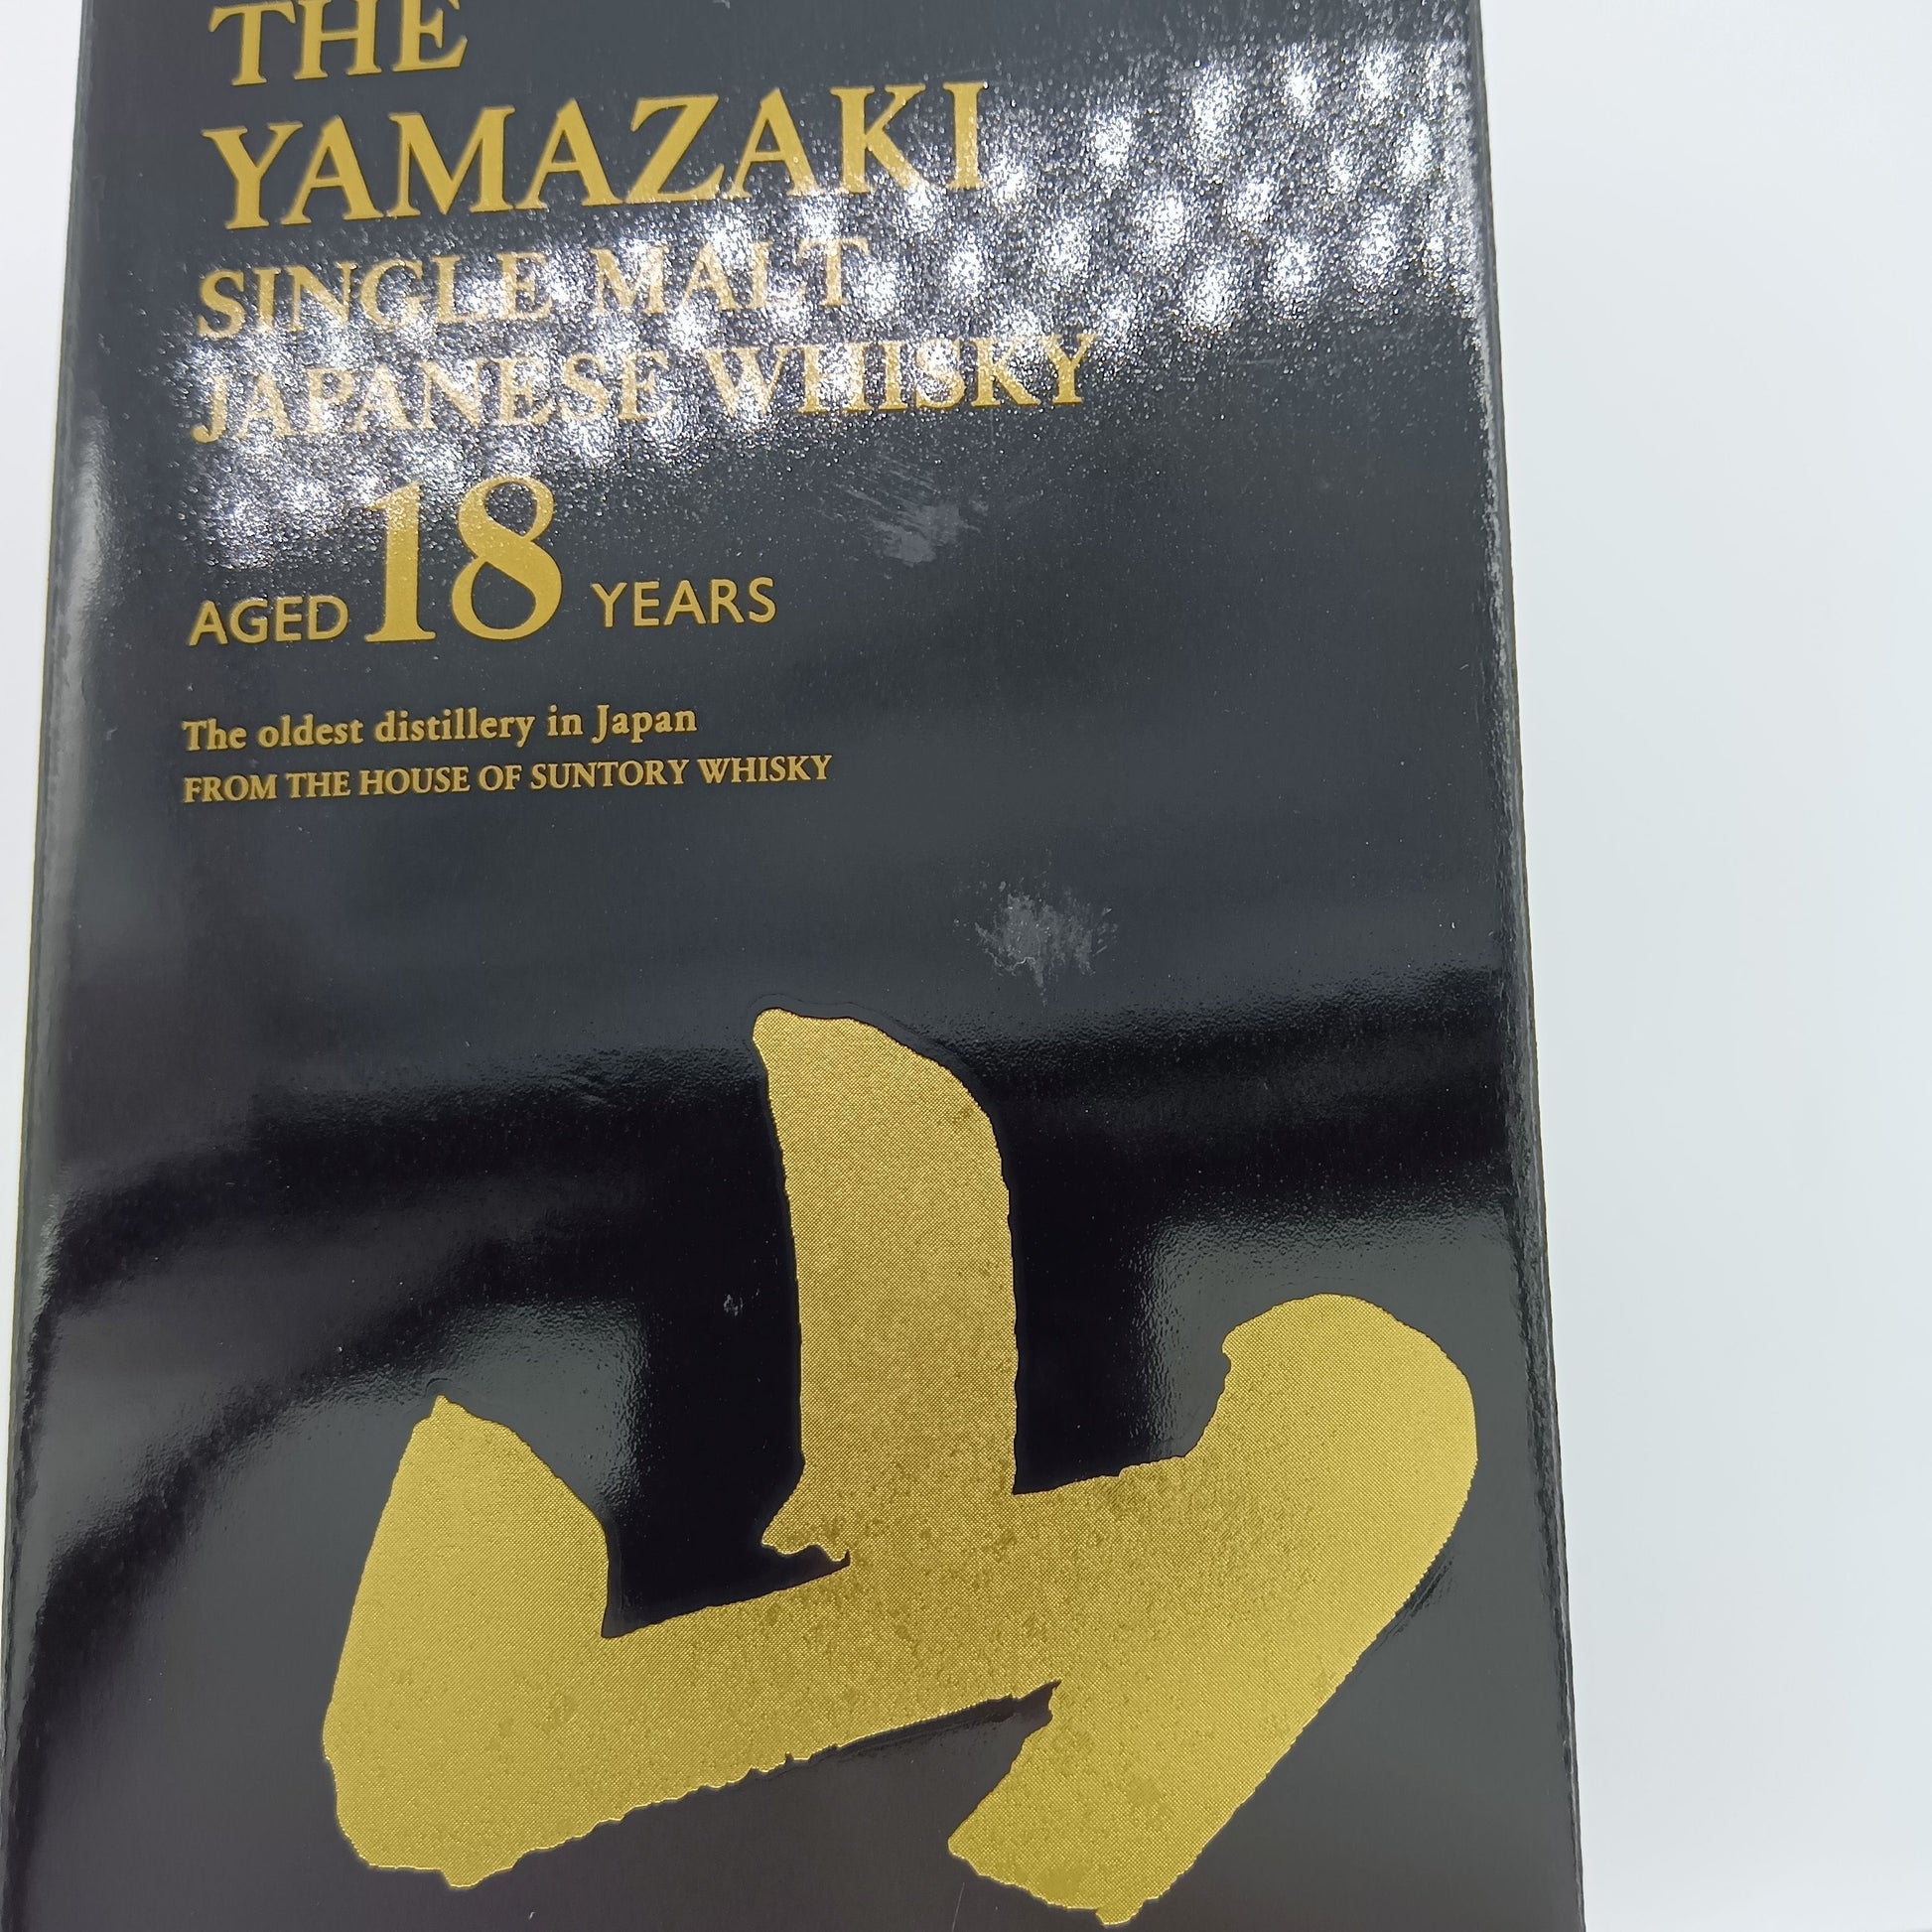 THE
YAMAZAKI
SINGLE MALT
JAPANESE WHISKY
AGED 18 YEARS
The oldest distillery in Japan
FROM THE HOUSE OF SUNTORY WHISKY
山